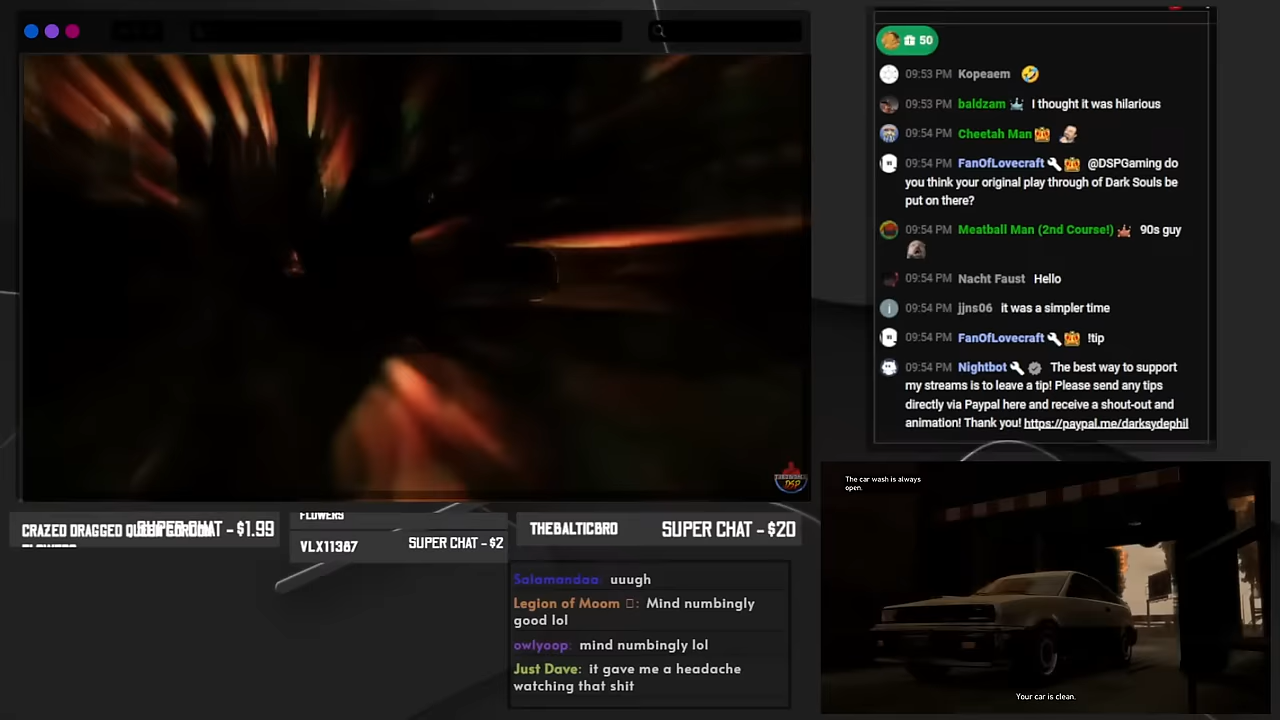 50
09:53 PM Kopeaem
09:53 PM baldzam I thought it was hilarious
09:54 PM Cheetah Man
09:54 PM FanOfLovecraft @DSPGaming do
you think your original play through of Dark Souls be
put on there?
09:54 PM Meatball Man (2nd Course!) 90s guy
09:54 PM Nacht Faust Hello
09:54 PM jjns06 it was a simpler time
09:54 PM FanOfLovecraft !tip
09:54 PM Nightbot The best way to support
my streams is to leave a tip! Please send any tips
directly via Paypal here and receive a shout-out and
animation! Thank you! https://paypal.me/darksydephil
DSP
CRAZED DRAGGED SUPER CHAT - $1.99
FLOWERS
FLOWERS
VLX11387 SUPER CHAT - $2
THEBALTICBRO SUPER CHAT - $20
Salamandaa: uuugh
Legion of Moom : Mind numbingly
good lol
owlyoop: mind numbingly lol
Just Dave: it gave me a headache
watching that shit
The car wash is always
open.
Your car is clean.